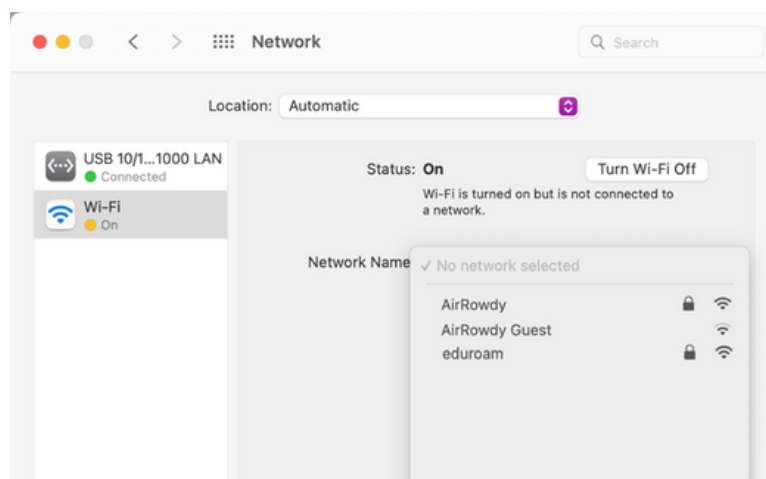 Network
Search
Location: Automatic
USB 10/1...1000 LAN
Connected
Wi-Fi
On
Status: On
Turn Wi-Fi Off
Wi-Fi is turned on but is not connected to
a network.
Network Name
✓ No network selected
AirRowdy
AirRowdy Guest
eduroam